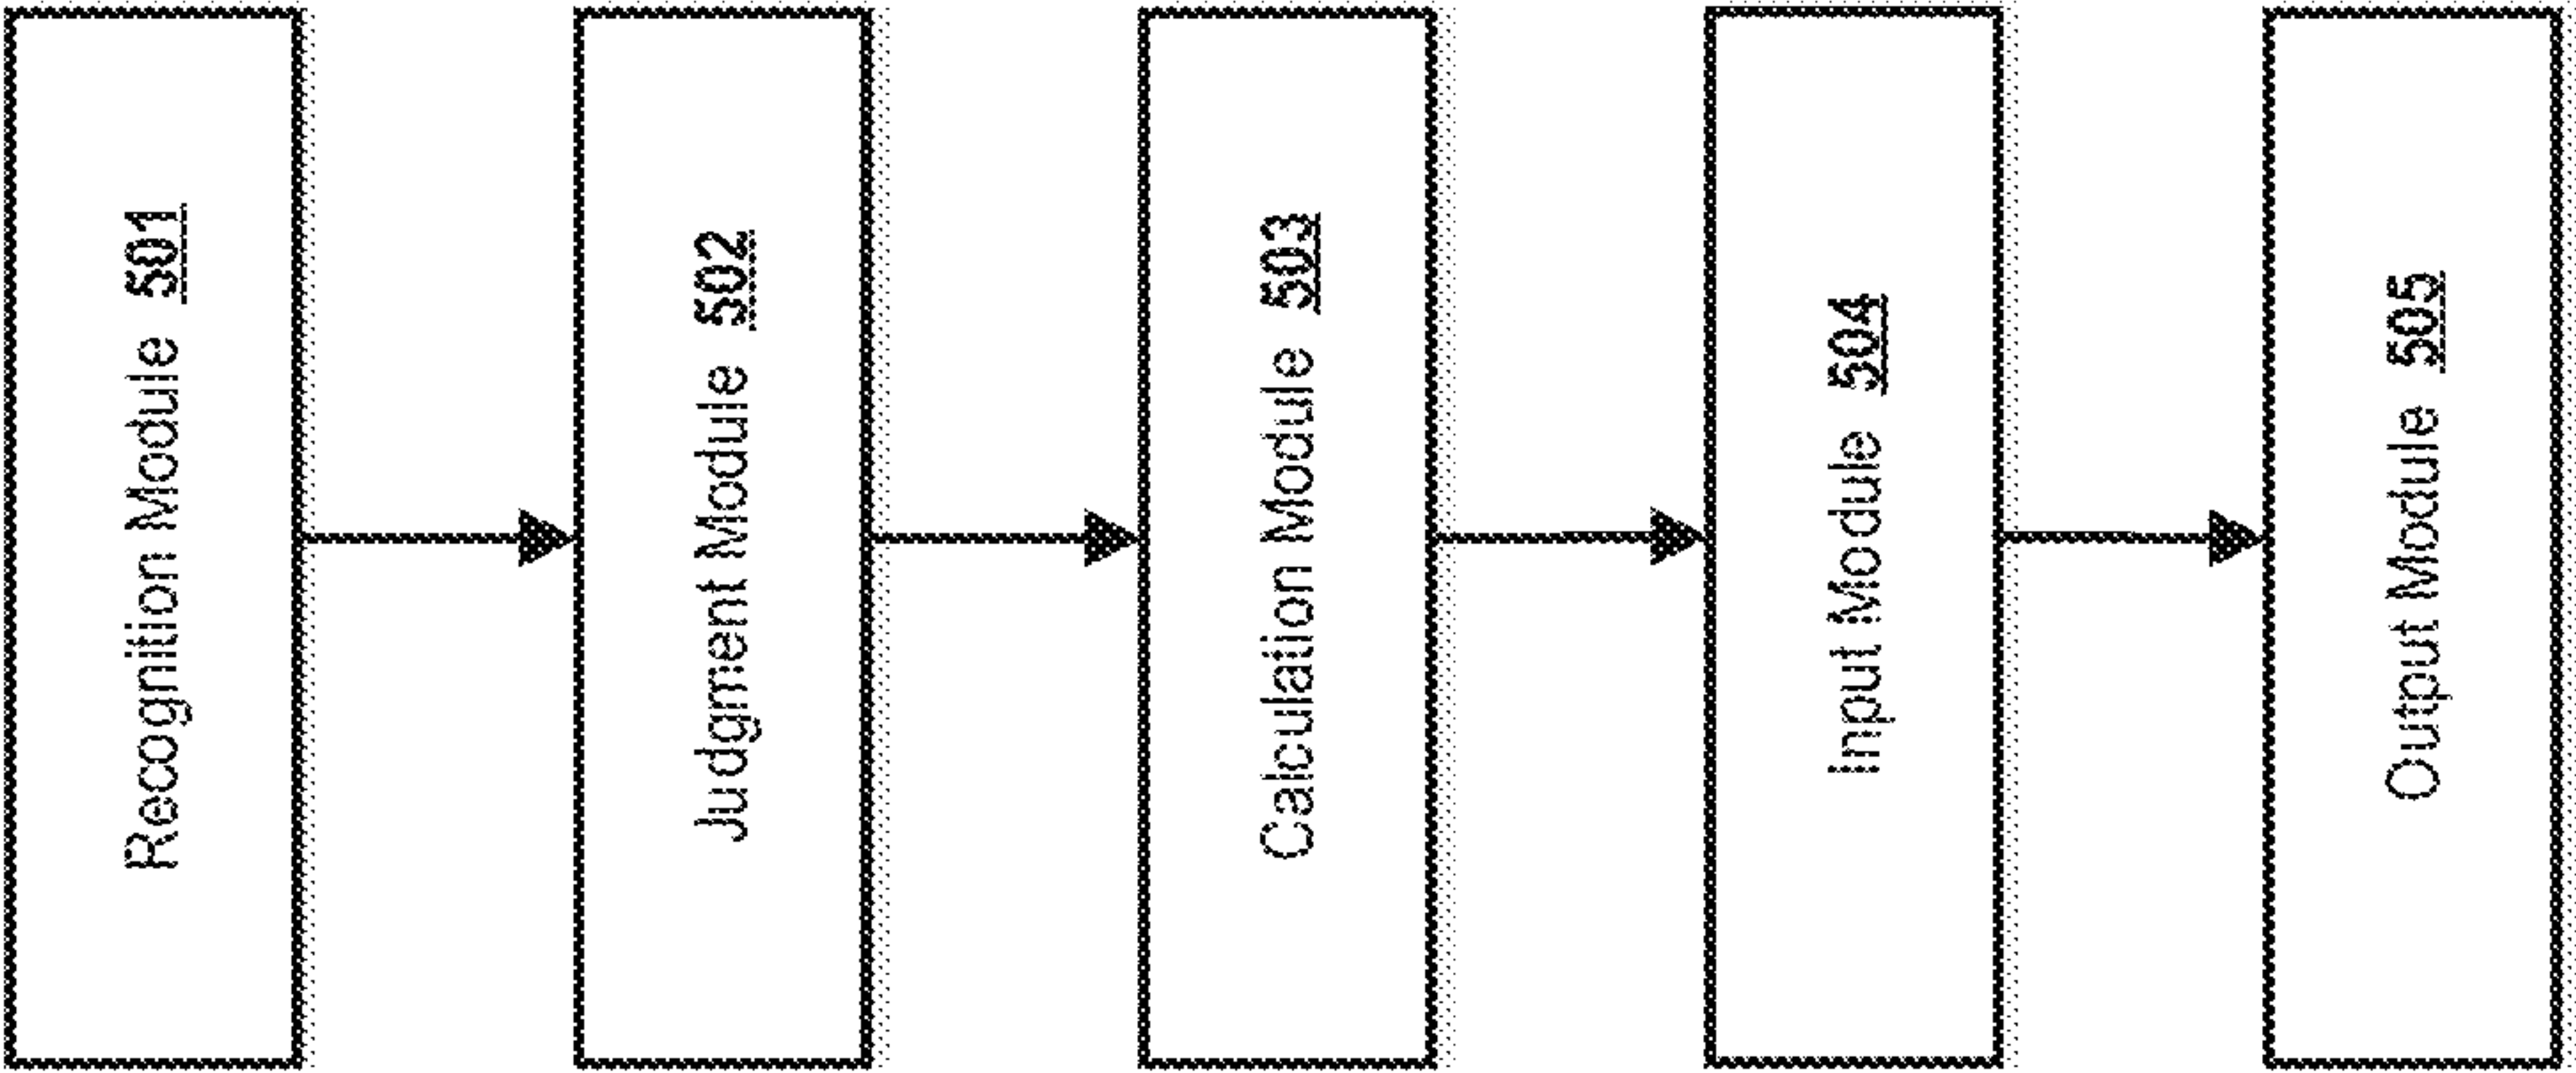 Recognition Module 501
Judgment Module 502
Calculation Module 503
Input Module 504
Output Module 505